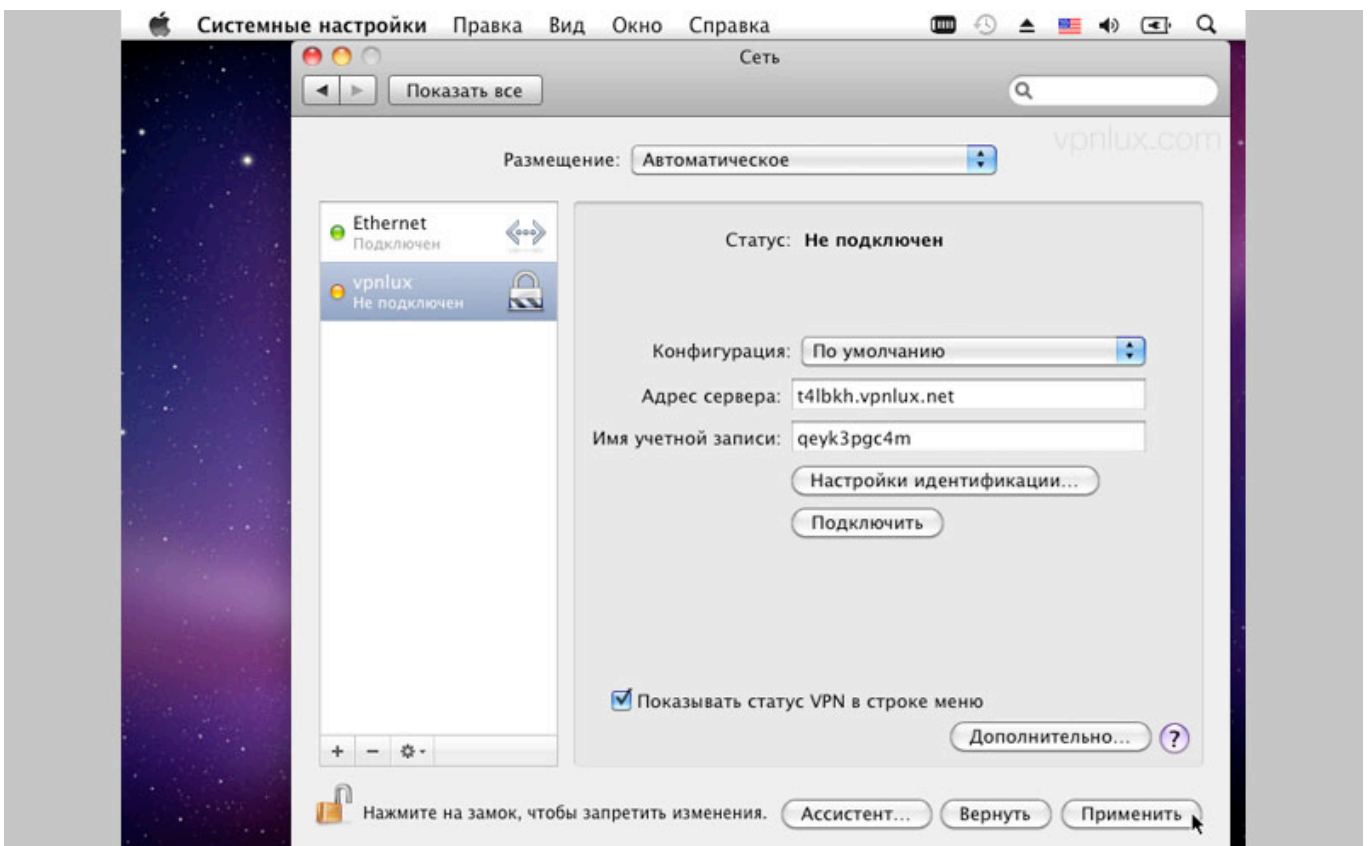 Системные настройки Правка Вид Окно Справка
Сеть
Показать все
vpnlux.com
Размещение: Автоматическое
Ethernet
Подключен
vpnlux
Не подключен
Статус: Не подключен
Конфигурация: По умолчанию
Адрес сервера: t4lbkh.vpnlux.net
Имя учетной записи: qeyk3pgc4m
Настройки идентификации...
Подключить
Показывать статус VPN в строке меню
Дополнительно... ?
Нажмите на замок, чтобы запретить изменения. Ассистент... Вернуть Применить